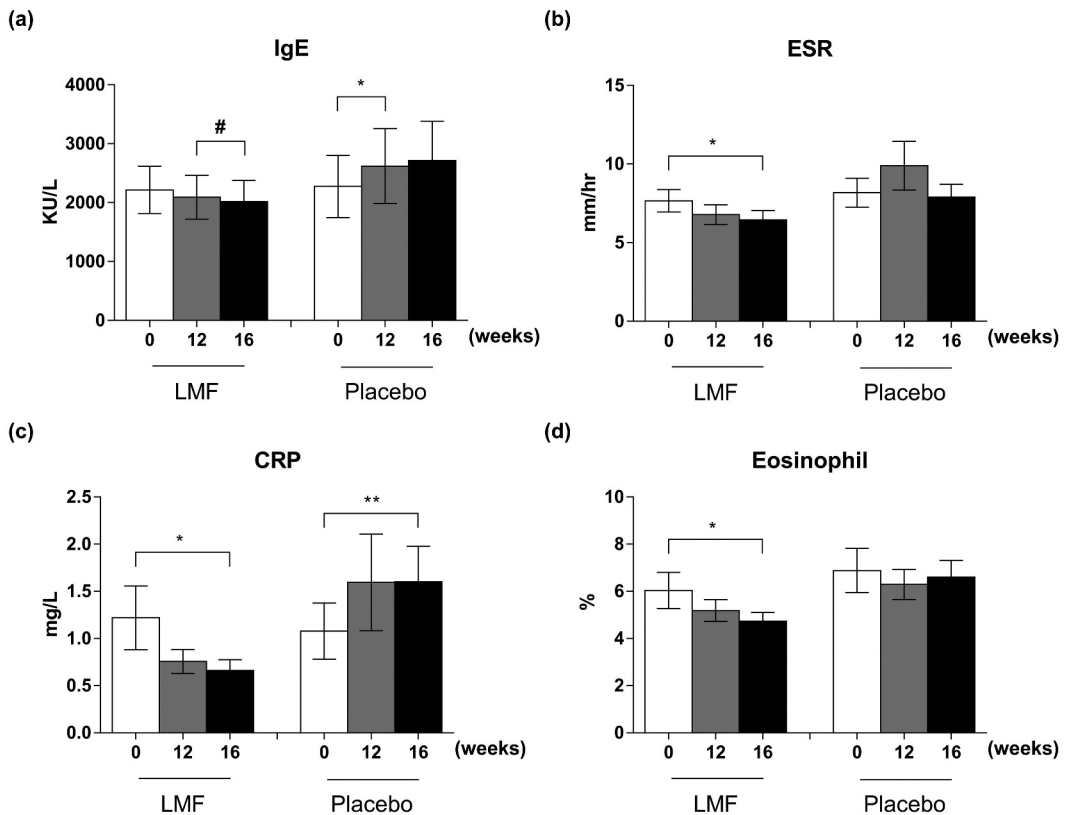 (a)
IgE
KU/L
4000
3000
2000
1000
0
#
*
0 12 16 0 12 16 (weeks)
LMF Placebo
(b)
ESR
mm/hr
15
10
5
0
*
0 12 16 0 12 16 (weeks)
LMF Placebo
(c)
CRP
mg/L
2.5
2.0
1.5
1.0
0.5
0.0
*
**
0 12 16 0 12 16 (weeks)
LMF Placebo
(d)
Eosinophil
%
10
8
6
4
2
0
*
0 12 16 0 12 16 (weeks)
LMF Placebo